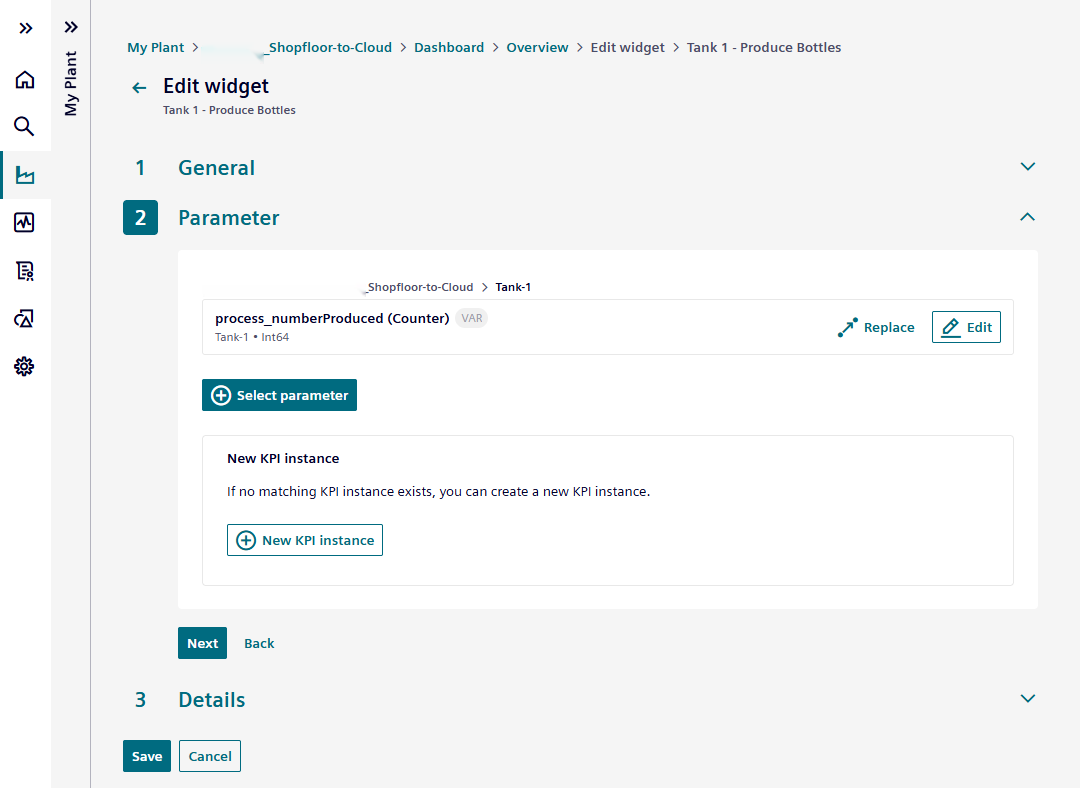 My Plant
My Plant > _Shopfloor-to-Cloud > Dashboard > Overview > Edit widget > Tank 1 - Produce Bottles
Edit widget
Tank 1 - Produce Bottles
1 General
2 Parameter
_Shopfloor-to-Cloud > Tank-1
process_numberProduced (Counter) VAR
Tank-1 • Int64
Replace
Edit
Select parameter
New KPI instance
If no matching KPI instance exists, you can create a new KPI instance.
New KPI instance
Next Back
3 Details
Save Cancel